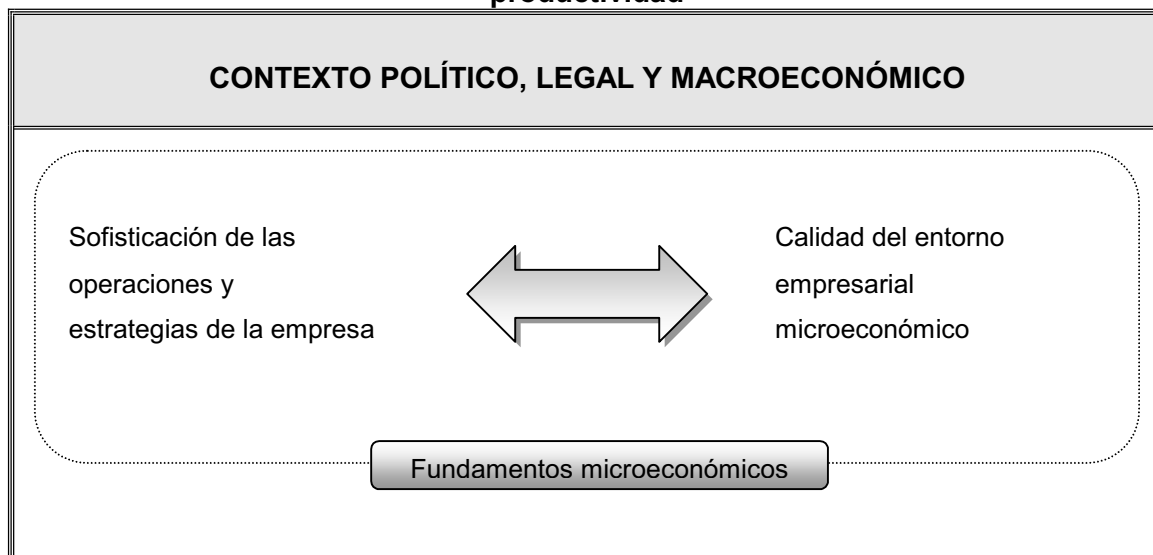 productividad
CONTEXTO POLÍTICO, LEGAL Y MACROECONÓMICO
Sofisticación de las
operaciones y
estrategias de la empresa
Calidad del entorno
empresarial
microeconómico
Fundamentos microeconómicos